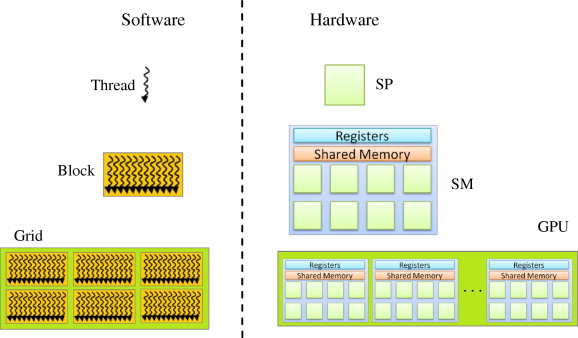 Software
Hardware
Thread
SP
Registers
Shared Memory
Block
SM
Grid
GPU
Registers
Shared Memory
Registers
Shared Memory
...
Registers
Shared Memory